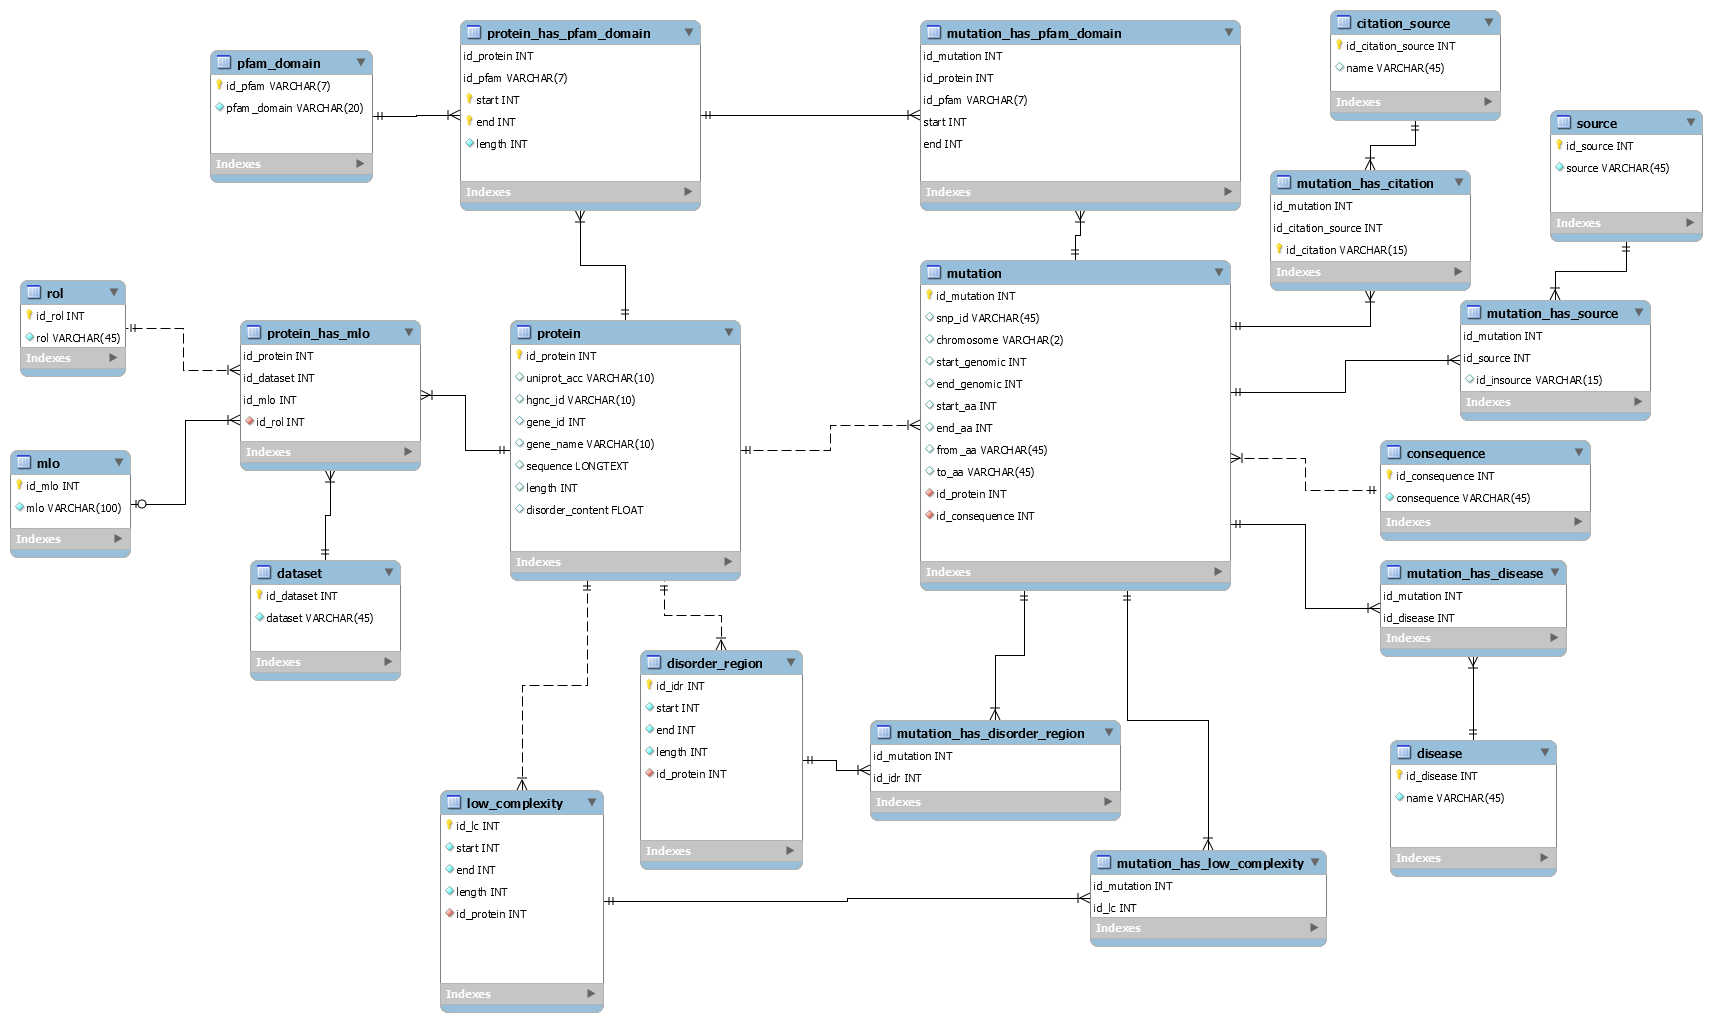 pfam_domain
id_pfam VARCHAR(7)
pfam_domain VARCHAR(20)
Indexes
protein_has_pfam_domain
id_protein INT
id_pfam VARCHAR(7)
start INT
end INT
length INT
Indexes
mutation_has_pfam_domain
id_mutation INT
id_protein INT
id_pfam VARCHAR(7)
start INT
end INT
Indexes
citation_source
id_citation_source INT
name VARCHAR(45)
Indexes
source
id_source INT
source VARCHAR(45)
Indexes
mutation_has_citation
id_mutation INT
id_citation_source INT
id_citation VARCHAR(15)
Indexes
rol
id_rol INT
rol VARCHAR(45)
Indexes
protein_has_mlo
id_protein INT
id_dataset INT
id_mlo INT
id_rol INT
Indexes
protein
id_protein INT
uniprot_acc VARCHAR(10)
hgnc_id VARCHAR(10)
gene_id INT
gene_name VARCHAR(10)
sequence LONGTEXT
length INT
disorder_content FLOAT
Indexes
mutation
id_mutation INT
snp_id VARCHAR(45)
chromosome VARCHAR(2)
start_genomic INT
end_genomic INT
start_aa INT
end_aa INT
from_aa VARCHAR(45)
to_aa VARCHAR(45)
id_protein INT
id_consequence INT
Indexes
mutation_has_source
id_mutation INT
id_source INT
id_insource VARCHAR(15)
Indexes
mlo
id_mlo INT
mlo VARCHAR(100)
Indexes
consequence
id_consequence INT
consequence VARCHAR(45)
Indexes
dataset
id_dataset INT
dataset VARCHAR(45)
Indexes
mutation_has_disease
id_mutation INT
id_disease INT
Indexes
disorder_region
id_idr INT
start INT
end INT
length INT
id_protein INT
Indexes
mutation_has_disorder_region
id_mutation INT
id_idr INT
Indexes
disease
id_disease INT
name VARCHAR(45)
Indexes
low_complexity
id_lc INT
start INT
end INT
length INT
id_protein INT
Indexes
mutation_has_low_complexity
id_mutation INT
id_lc INT
Indexes